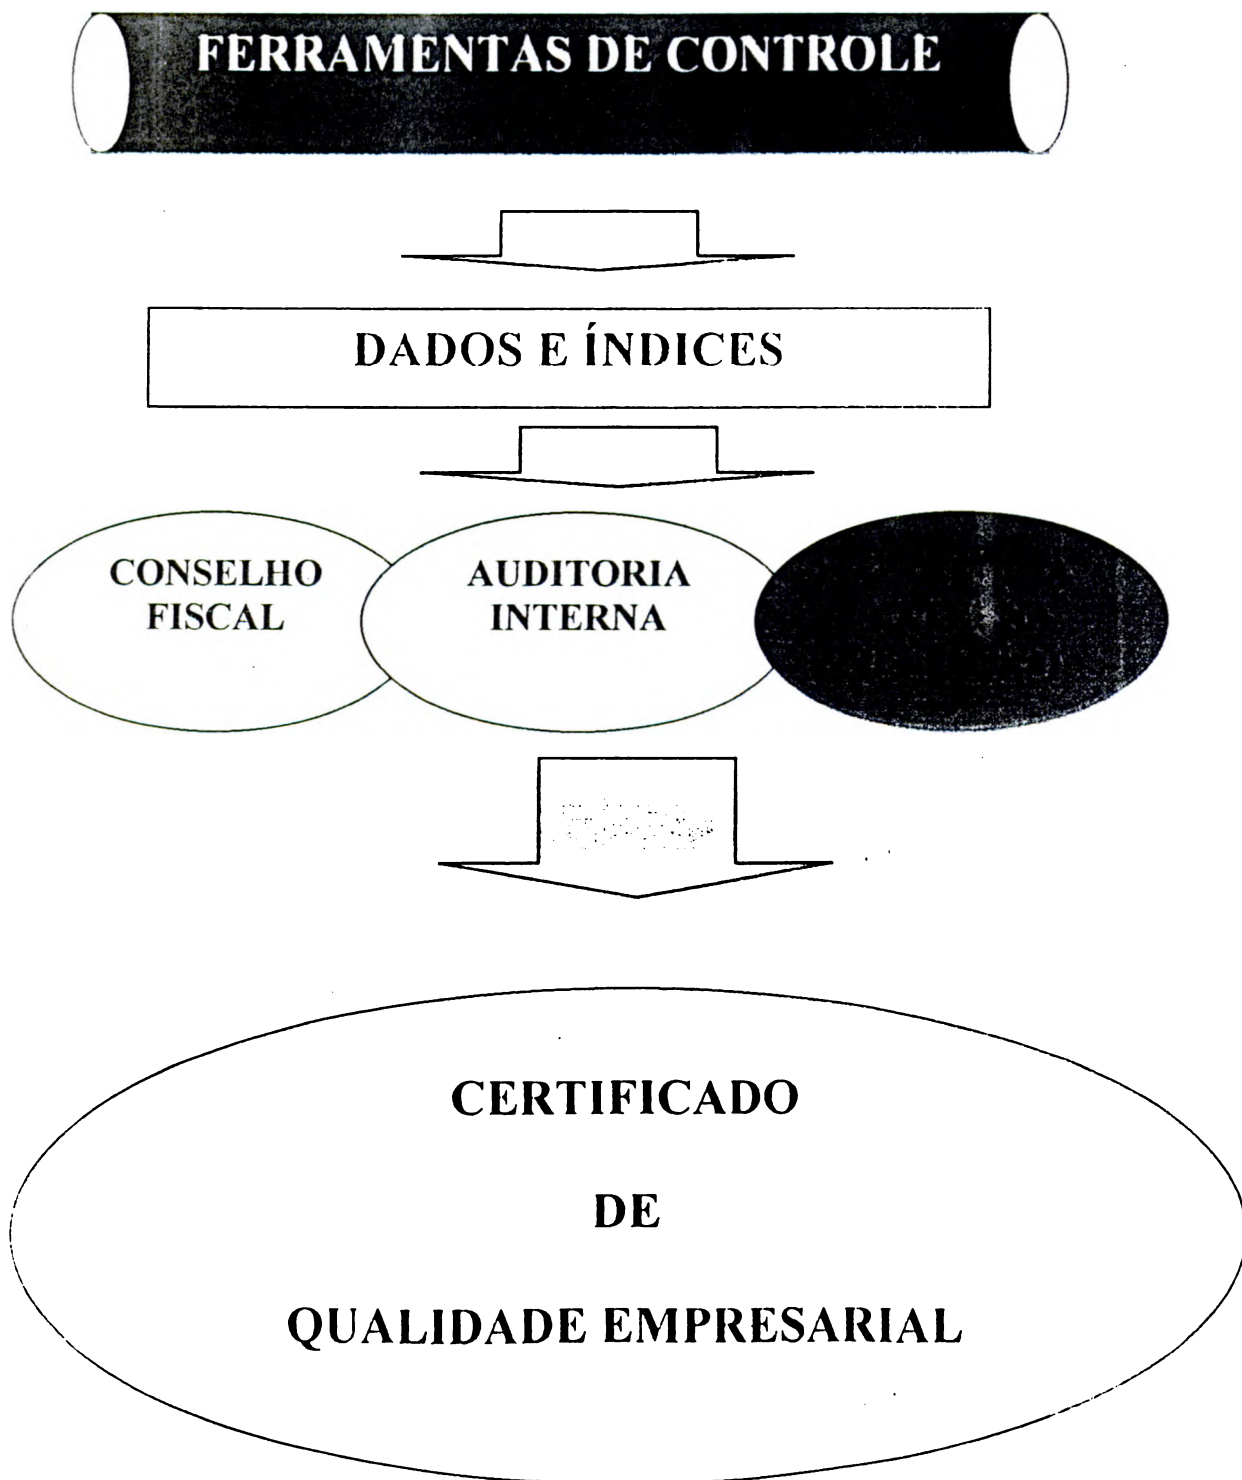 FERRAMENTAS DE CONTROLE
DADOS E ÍNDICES
CONSELHO
FISCAL
AUDITORIA
INTERNA
CERTIFICADO
DE
QUALIDADE EMPRESARIAL